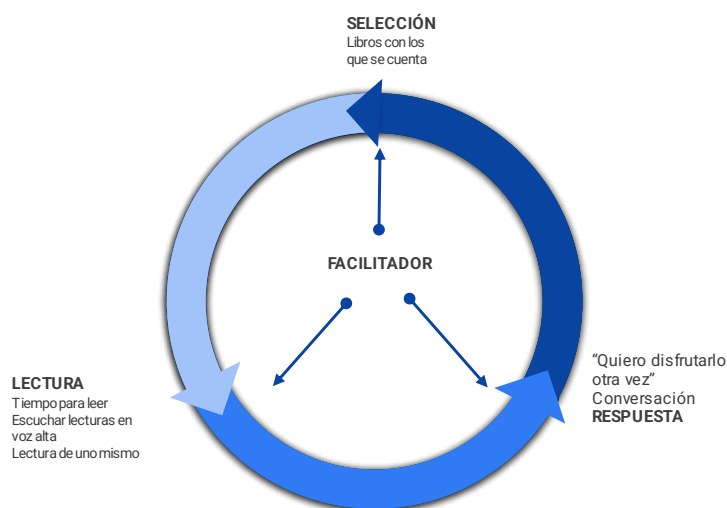 SELECCIÓN
Libros con los
que se cuenta
FACILITADOR
LECTURA
Tiempo para leer
Escuchar lecturas en
voz alta
Lectura de uno mismo
“Quiero disfrutarlo
otra vez”
Conversación
RESPUESTA